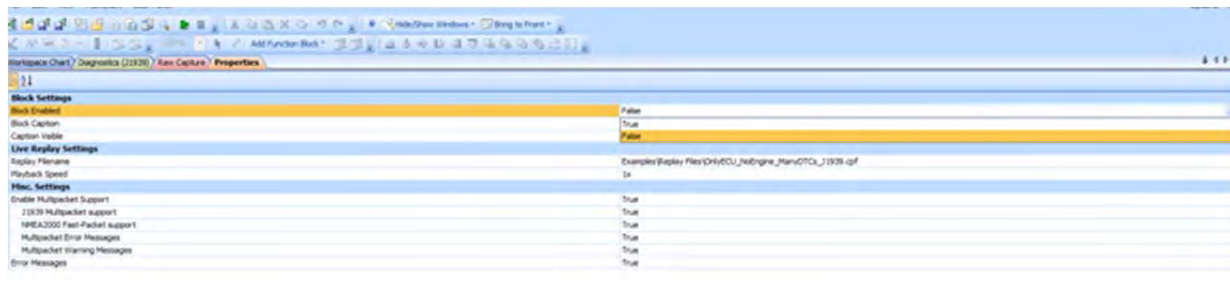 Hide/Show Windows Bring to Front
Add Function Block
Workspace Chart Diagnostics (J1939) Raw Capture Properties
Block Settings
Block Enabled False
Block Caption True
Caption Visible False
Live Replay Settings
Replay Filename Examples\Replay Files\OnlyECU_NoEngine_ManyDTCs_J1939.cpf
Playback Speed 1x
Misc. Settings
Enable Multipacket Support True
J1939 Multipacket support True
NMEA2000 Fast-Packet support True
Multipacket Error Messages True
Multipacket Warning Messages True
Error Messages True